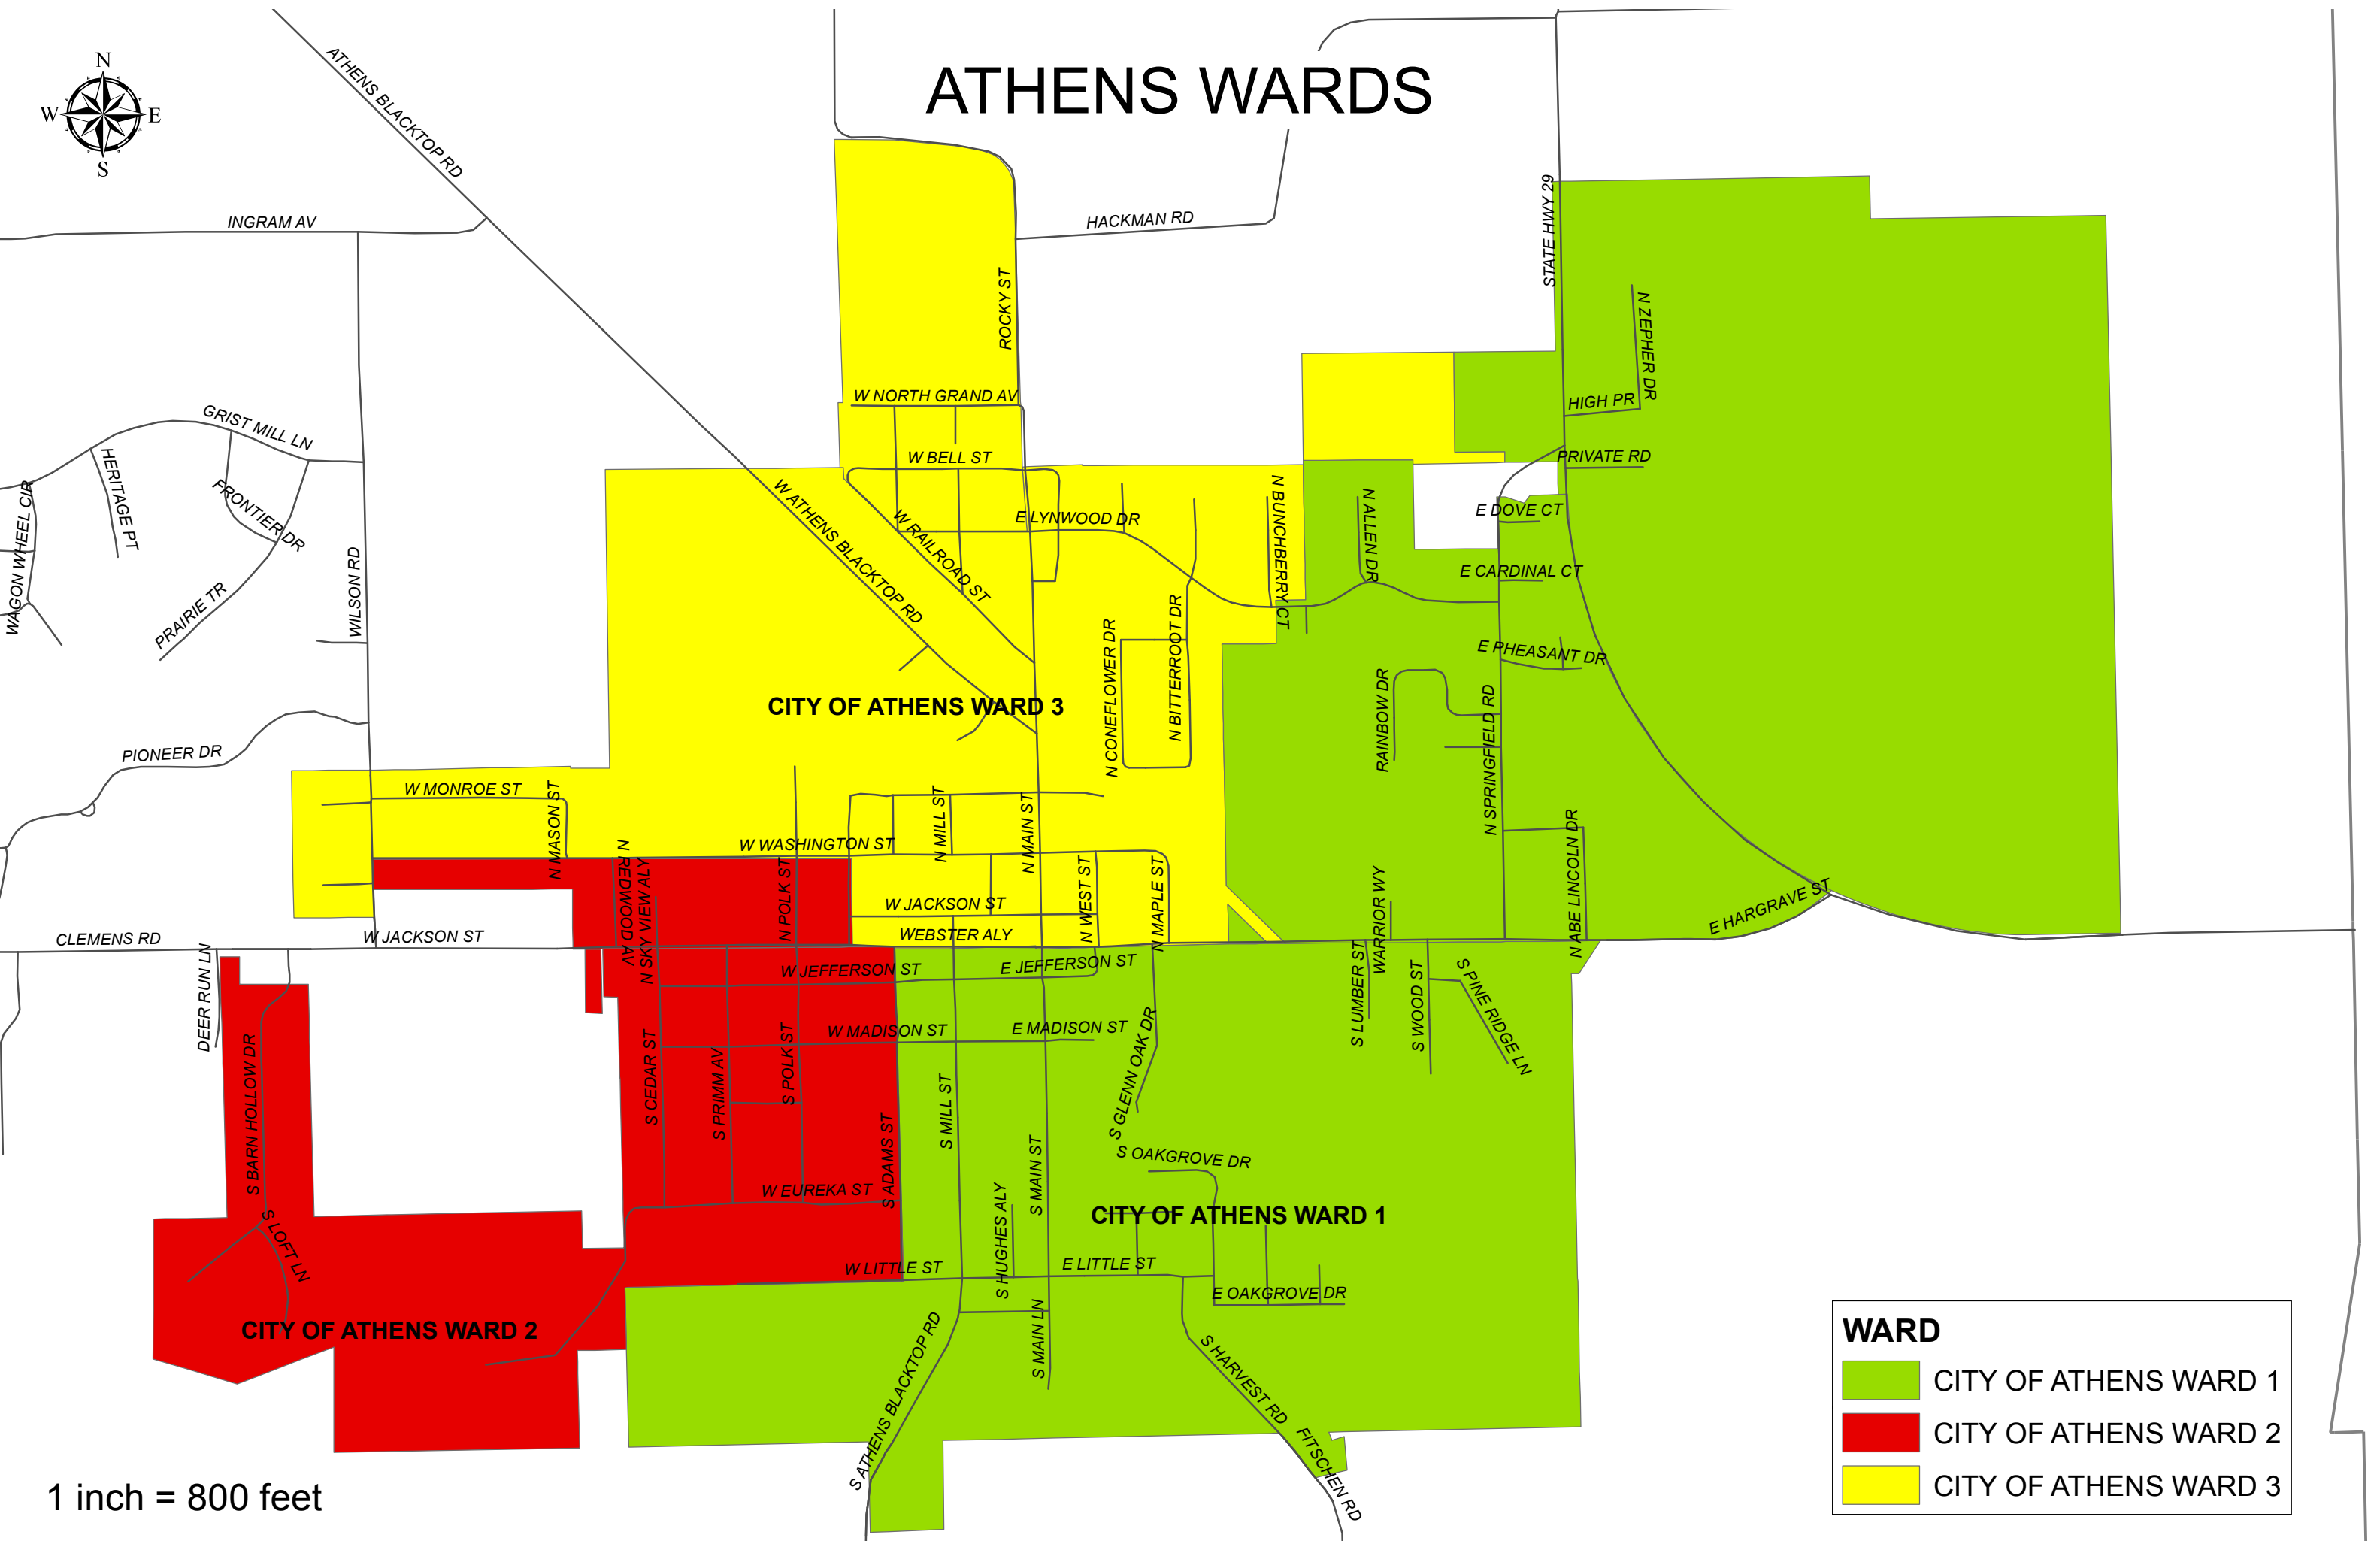 ATHENS WARDS
N
W
E
S
ATHENS BLACKTOP RD
INGRAM AV
HACKMAN RD
STATE HWY 29
ROCKY ST
N ZEPHER DR
HIGH PR
PRIVATE RD
W NORTH GRAND AV
GRIST MILL LN
HERITAGE PT
FRONTIER DR
WAGON WHEEL CIR
PRAIRIE TR
WILSON RD
W BELL ST
W ATHENS BLACKTOP RD
W RAILROAD ST
E LYNWOOD DR
N BUNCHBERRY CT
N ALLEN DR
E DOVE CT
E CARDINAL CT
E PHEASANT DR
N CONEFLOWER DR
N BITTERROOT DR
RAINBOW DR
N SPRINGFIELD RD
CITY OF ATHENS WARD 3
PIONEER DR
W MONROE ST
N MASON ST
N REDWOOD AV
N SKY VIEW ALY
W WASHINGTON ST
N POLK ST
N MILL ST
N MAIN ST
N WEST ST
N MAPLE ST
W JACKSON ST
WEBSTER ALY
N ABE LINCOLN DR
WARRIOR WY
E HARGRAVE ST
CLEMENS RD
W JACKSON ST
DEER RUN LN
W JEFFERSON ST
E JEFFERSON ST
S LUMBER ST
S WOOD ST
S PINE RIDGE LN
W MADISON ST
E MADISON ST
S GLENN OAK DR
S BARN HOLLOW DR
S CEDAR ST
S PRIMM AV
S POLK ST
S ADAMS ST
S MILL ST
S MAIN ST
S HUGHES ALY
S OAKGROVE DR
W EUREKA ST
CITY OF ATHENS WARD 1
S LOFT LN
W LITTLE ST
E LITTLE ST
E OAKGROVE DR
CITY OF ATHENS WARD 2
S MAIN LN
S ATHENS BLACKTOP RD
S HARVEST RD
FITSCHEN RD
1 inch = 800 feet
WARD
CITY OF ATHENS WARD 1
CITY OF ATHENS WARD 2
CITY OF ATHENS WARD 3